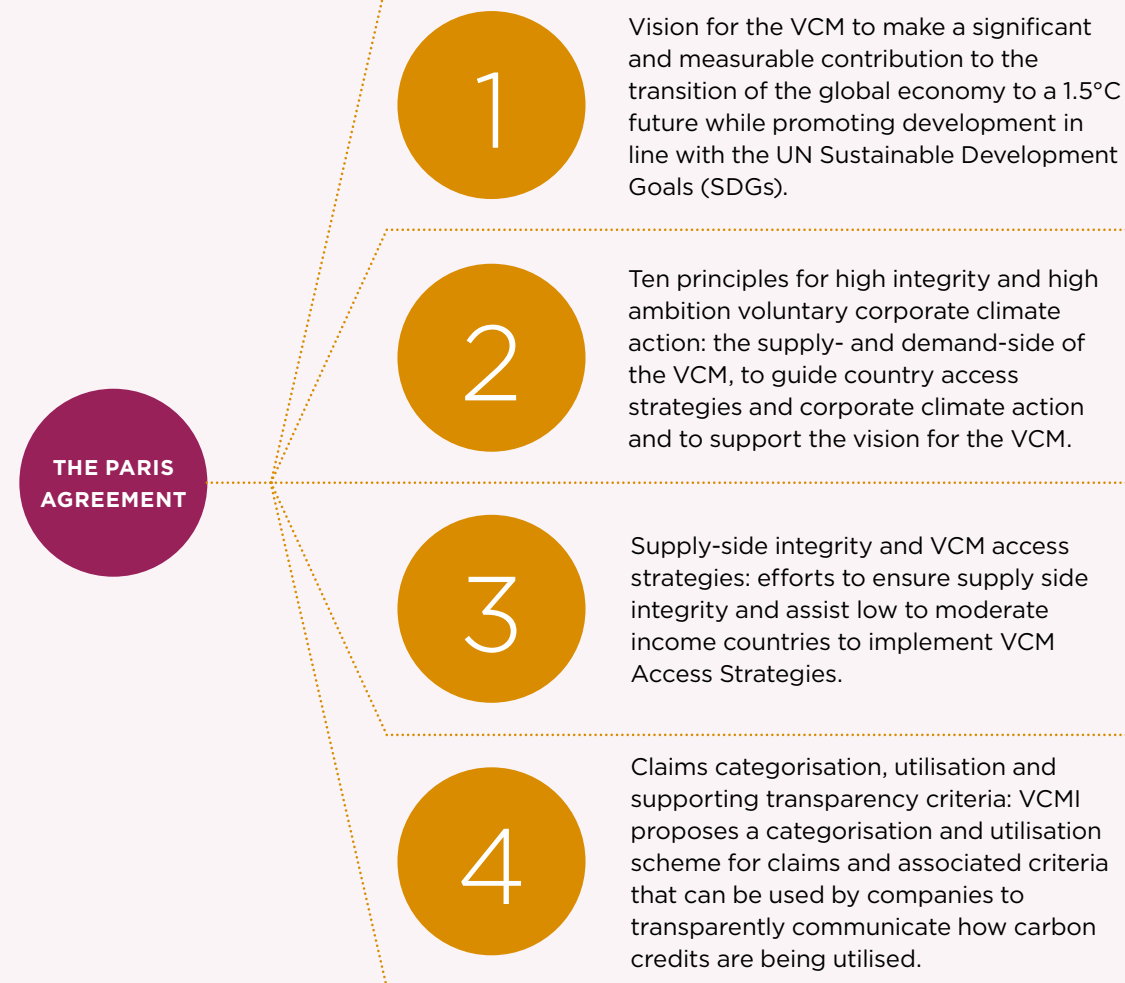 THE PARIS
AGREEMENT
1
Vision for the VCM to make a significant
and measurable contribution to the
transition of the global economy to a 1.5°C
future while promoting development in
line with the UN Sustainable Development
Goals (SDGs).
2
Ten principles for high integrity and high
ambition voluntary corporate climate
action: the supply- and demand-side of
the VCM, to guide country access
strategies and corporate climate action
and to support the vision for the VCM.
3
Supply-side integrity and VCM access
strategies: efforts to ensure supply side
integrity and assist low to moderate
income countries to implement VCM
Access Strategies.
4
Claims categorisation, utilisation and
supporting transparency criteria: VCMI
proposes a categorisation and utilisation
scheme for claims and associated criteria
that can be used by companies to
transparently communicate how carbon
credits are being utilised.